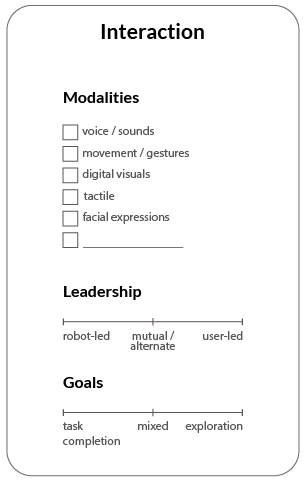 Interaction
Modalities
voice / sounds
movement / gestures
digital visuals
tactile
facial expressions
Leadership
robot-led mutual / user-led
alternate
Goals
task mixed exploration
completion